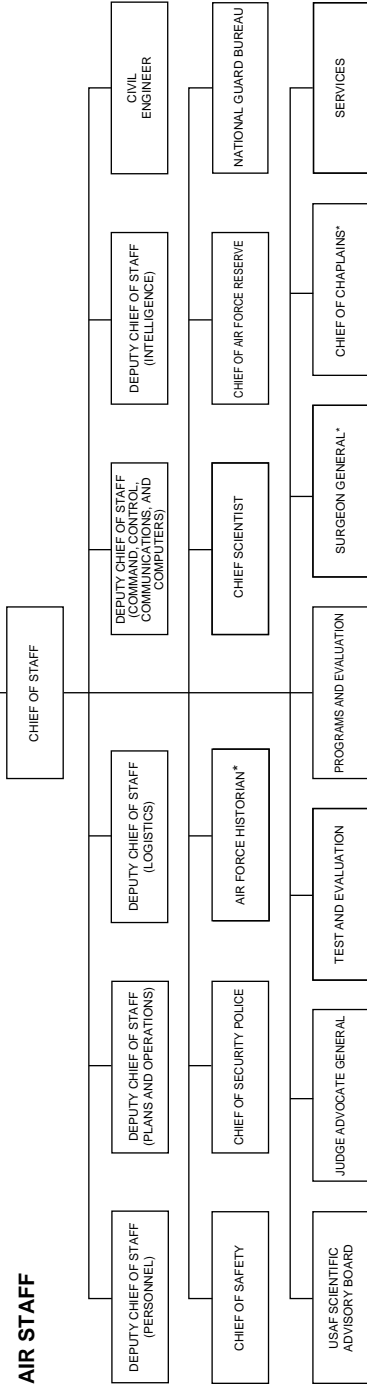 AIR STAFF
CHIEF OF STAFF
DEPUTY CHIEF OF STAFF
(PERSONNEL)
DEPUTY CHIEF OF STAFF
(PLANS AND OPERATIONS)
DEPUTY CHIEF OF STAFF
(LOGISTICS)
DEPUTY CHIEF OF STAFF
(COMMAND, CONTROL,
COMMUNICATIONS, AND
COMPUTERS)
DEPUTY CHIEF OF STAFF
(INTELLIGENCE)
CIVIL
ENGINEER
CHIEF OF SAFETY
CHIEF OF SECURITY POLICE
AIR FORCE HISTORIAN*
CHIEF SCIENTIST
CHIEF OF AIR FORCE RESERVE
NATIONAL GUARD BUREAU
USAF SCIENTIFIC
ADVISORY BOARD
JUDGE ADVOCATE GENERAL
TEST AND EVALUATION
PROGRAMS AND EVALUATION
SURGEON GENERAL*
CHIEF OF CHAPLAINS*
SERVICES